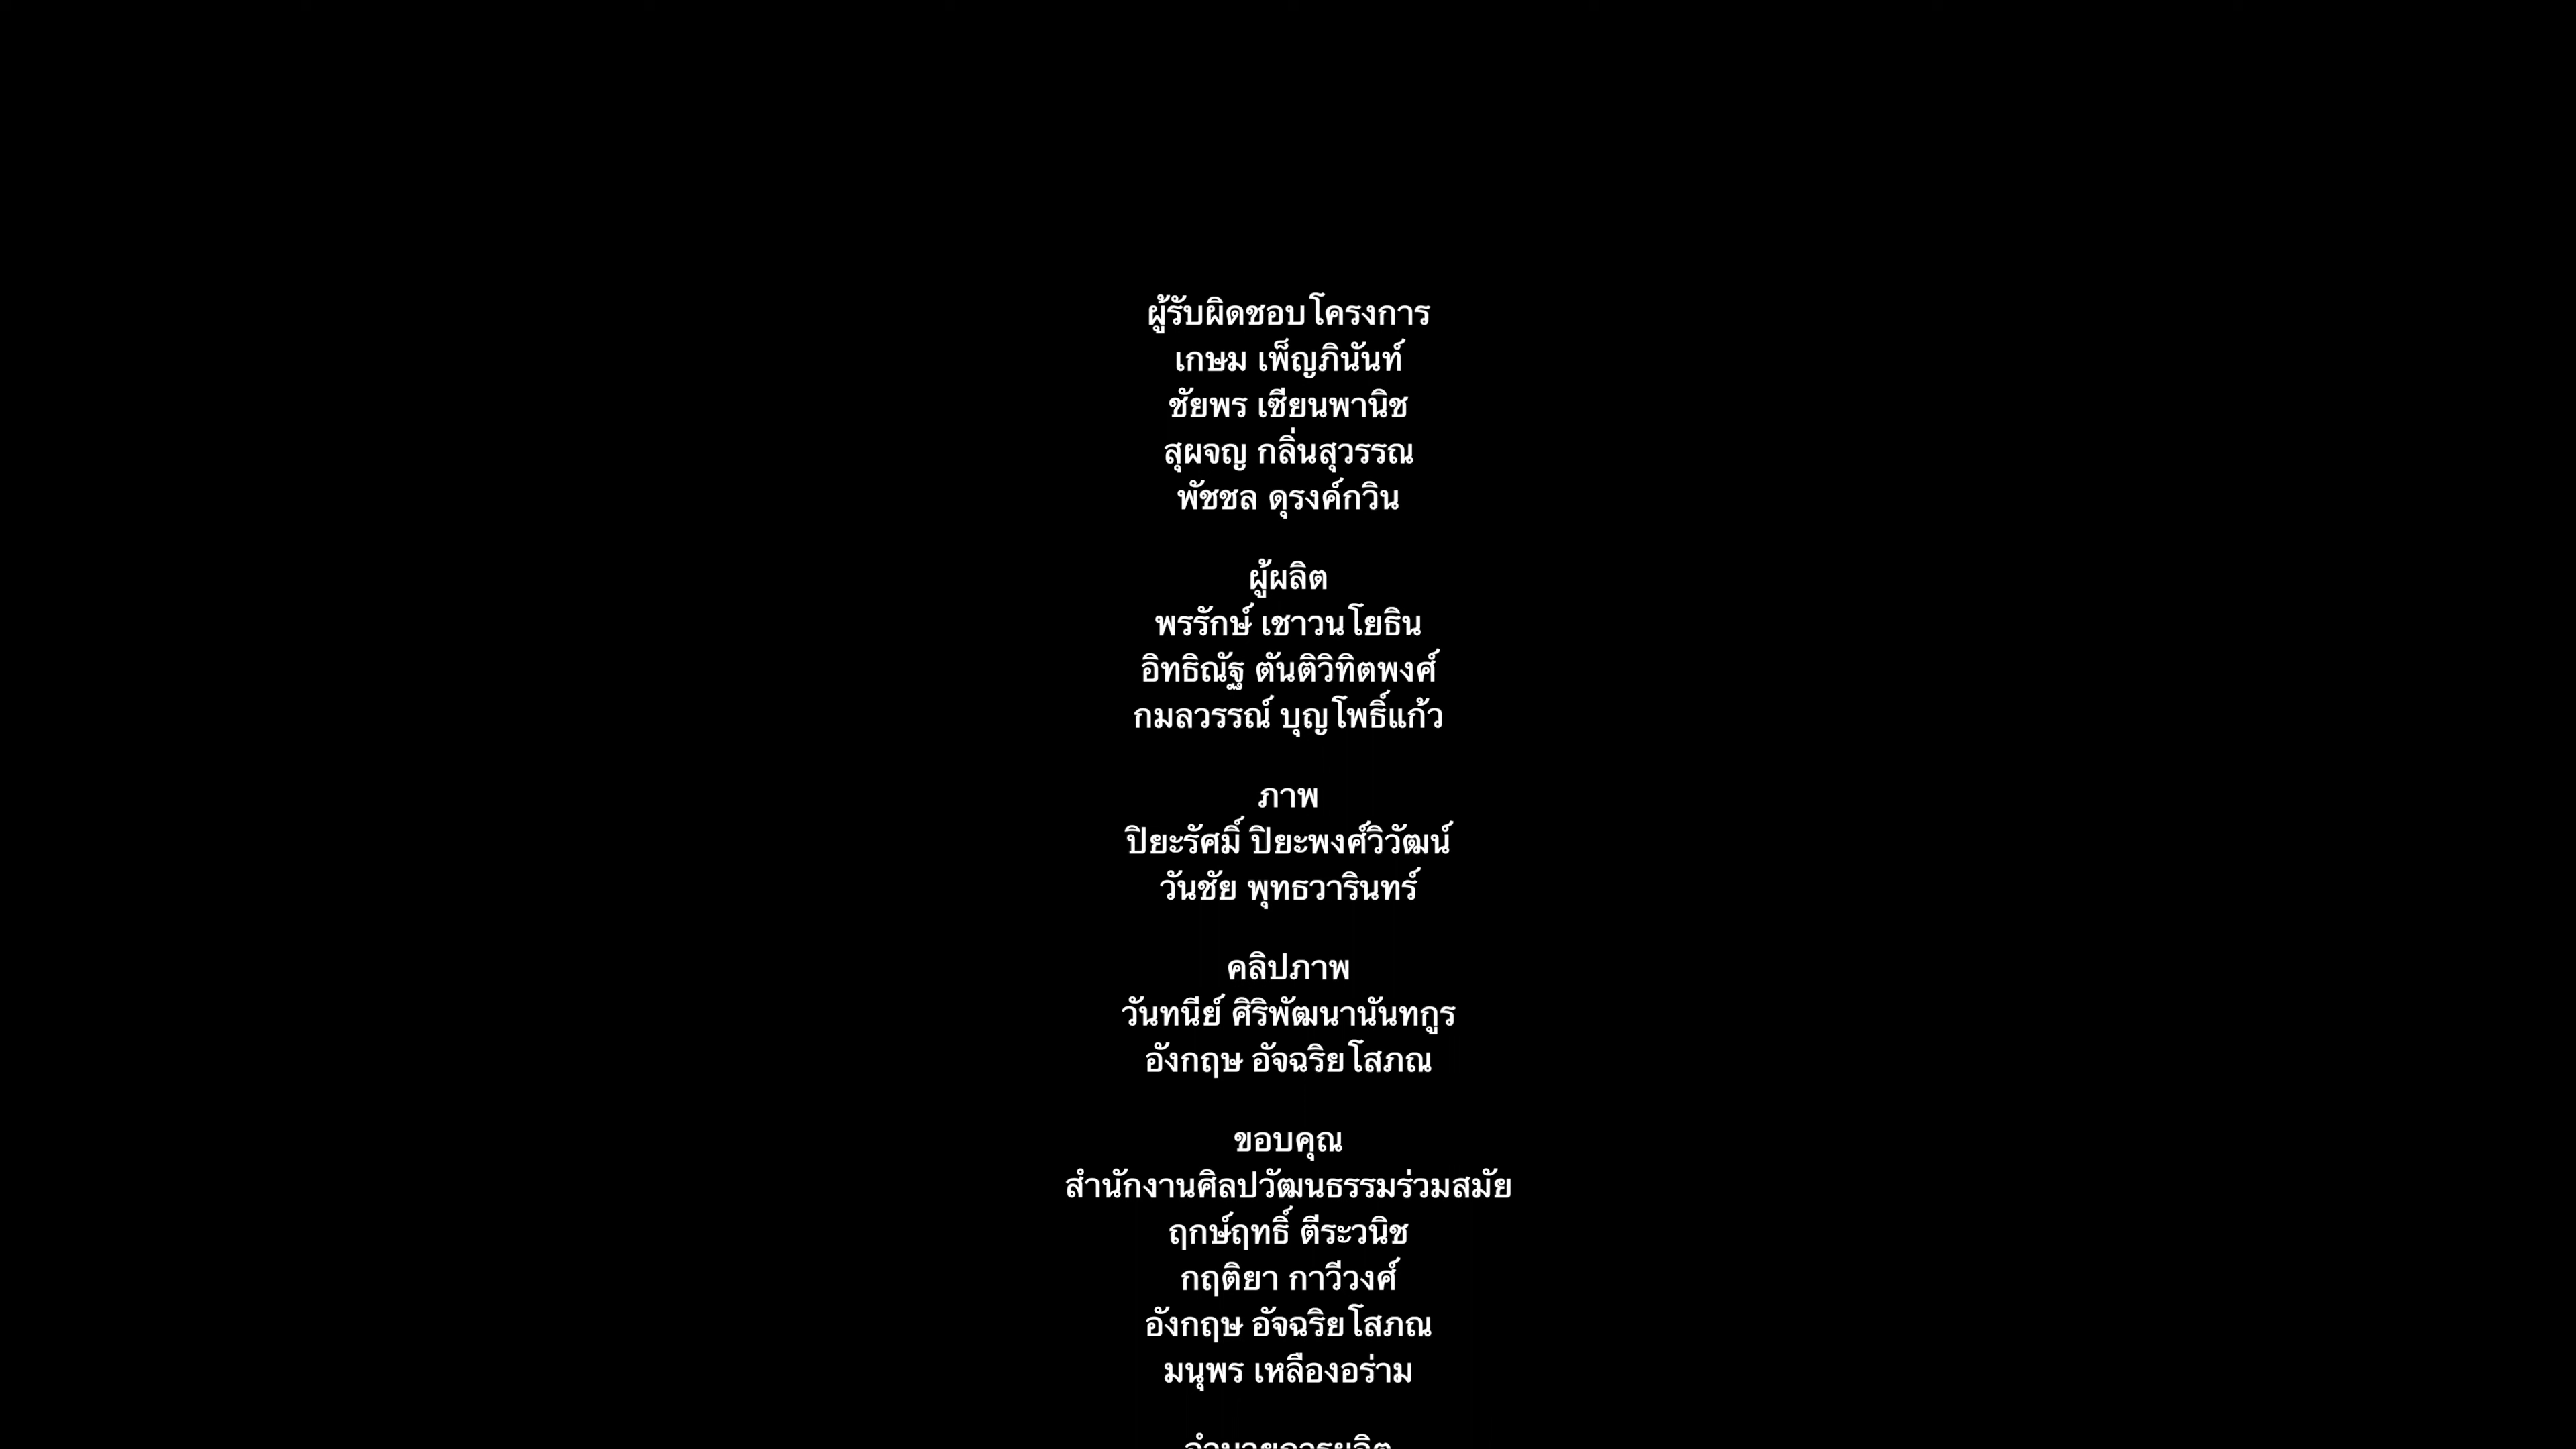 ผู้รับผิดชอบโครงการ
เกษม เพ็ญภินันท์
ชัยพร เซียนพานิช
สุผจญ กลิ่นสุวรรณ
พัชชล ดุรงค์กวิน
ผู้ผลิต
พรรักษ์ เชาวนโยธิน
อิทธิณัฐ ตันติวิทิตพงศ์
กมลวรรณ์ บุญโพธิ์แก้ว
ภาพ
ปิยะรัศมิ์ ปิยะพงศ์วิวัฒน์
วันชัย พุทธวารินทร์
คลิปภาพ
วันทนีย์ ศิริพัฒนานันทกูร
อังกฤษ อัจฉริยโสภณ
ขอบคุณ
สำนักงานศิลปวัฒนธรรมร่วมสมัย
ฤกษ์ฤทธิ์ ตีระวนิช
กฤติยา กาวีวงศ์
อังกฤษ อัจฉริยโสภณ
มนุพร เหลืองอร่าม
อำนวยการผลิต